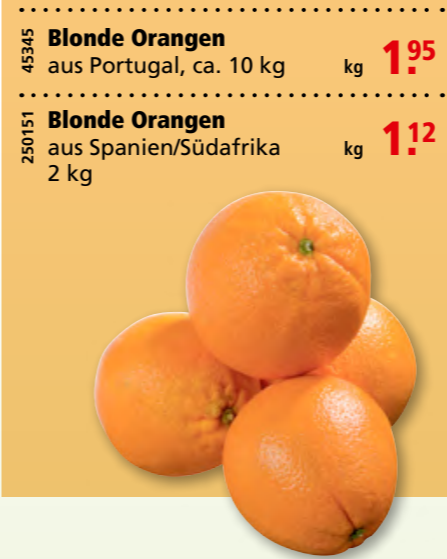 45345
Blonde Orangen
aus Portugal, ca. 10 kg kg 1.95
250151
Blonde Orangen
aus Spanien/Südafrika kg 1.12
2 kg